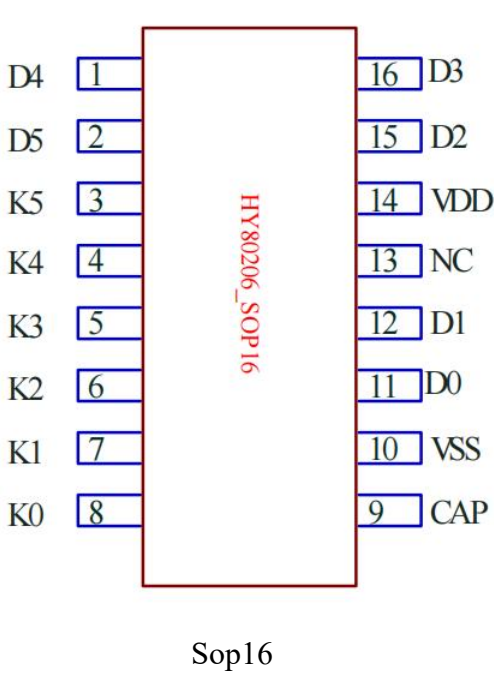 D4 1 16 D3
D5 2 15 D2
K5 3 14 VDD
K4 4 13 NC
K3 5 12 D1
K2 6 11 D0
K1 7 10 VSS
K0 8 9 CAP
HY80206_SOP16
Sop16